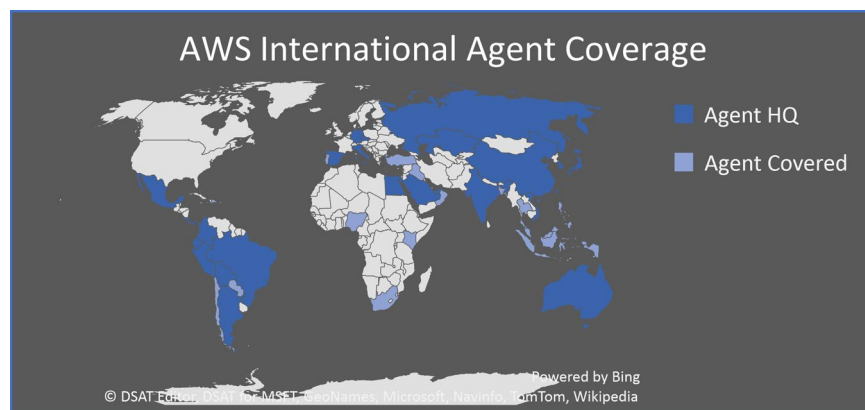 AWS International Agent Coverage
Agent HQ
Agent Covered
Powered by Bing
© DSAT Editor, DSAT for MSFT, GeoNames, Microsoft, Navinfo, TomTom, Wikipedia